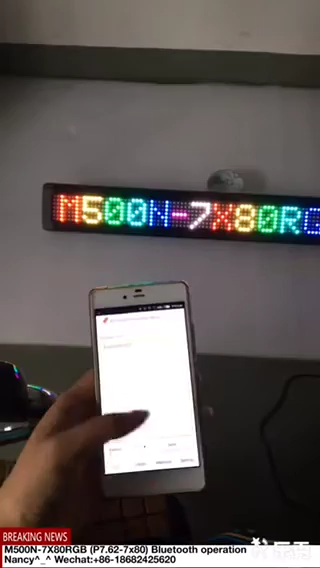 M500N-7X80RG
BREAKING NEWS
M500N-7X80RGB (P7.62-7x80) Bluetooth operation
Nancy^_^ Wechat:+86-18682425620